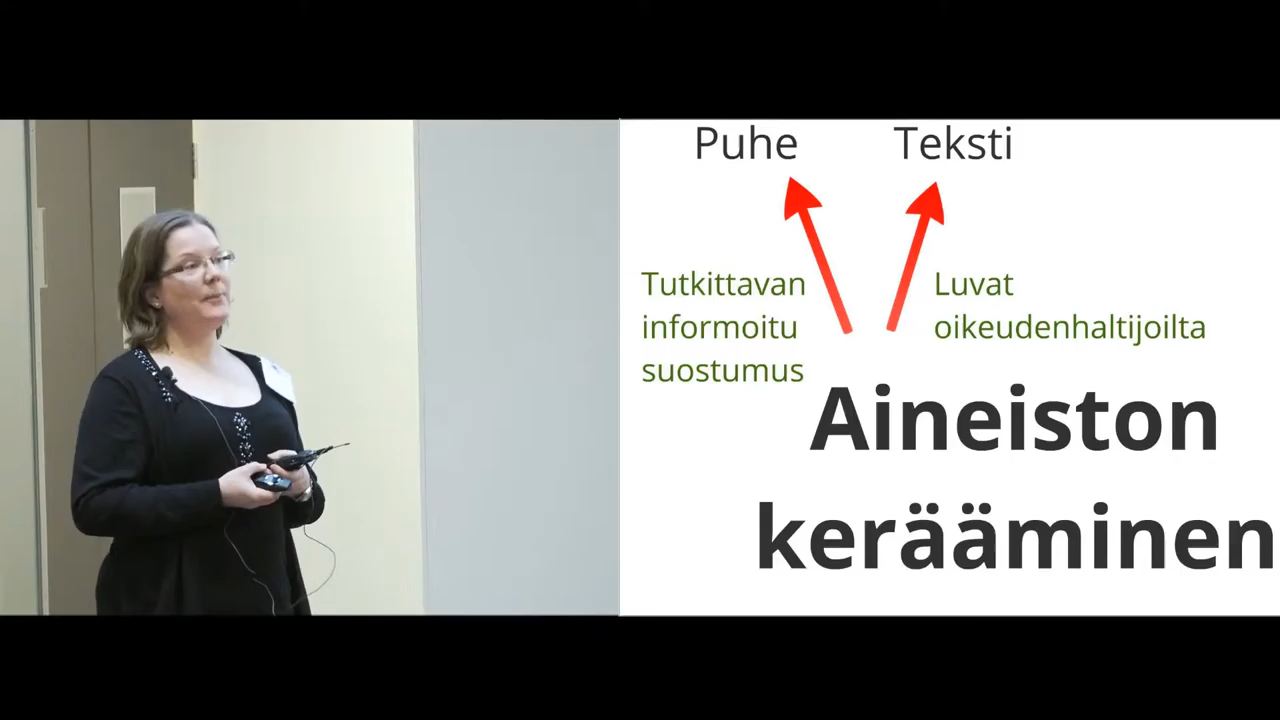 Puhe
Teksti
Tutkittavan
informoitu
suostumus
Luvat
oikeudenhaltijoilta
Aineiston
kerääminen